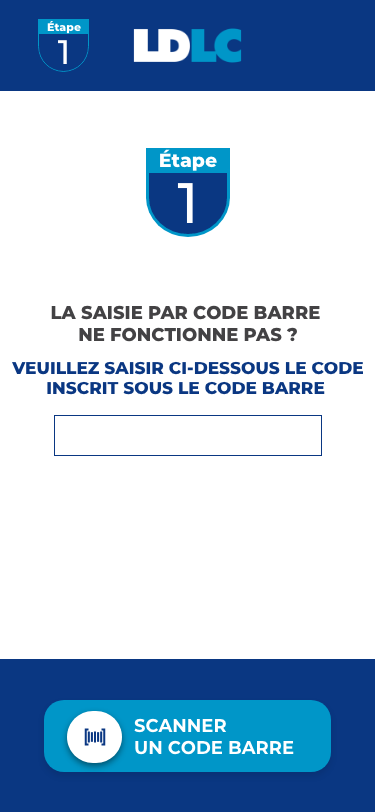 Étape
1
LDLC
Étape
1
LA SAISIE PAR CODE BARRE
NE FONCTIONNE PAS ?
VEUILLEZ SAISIR CI-DESSOUS LE CODE
INSCRIT SOUS LE CODE BARRE
SCANNER
UN CODE BARRE